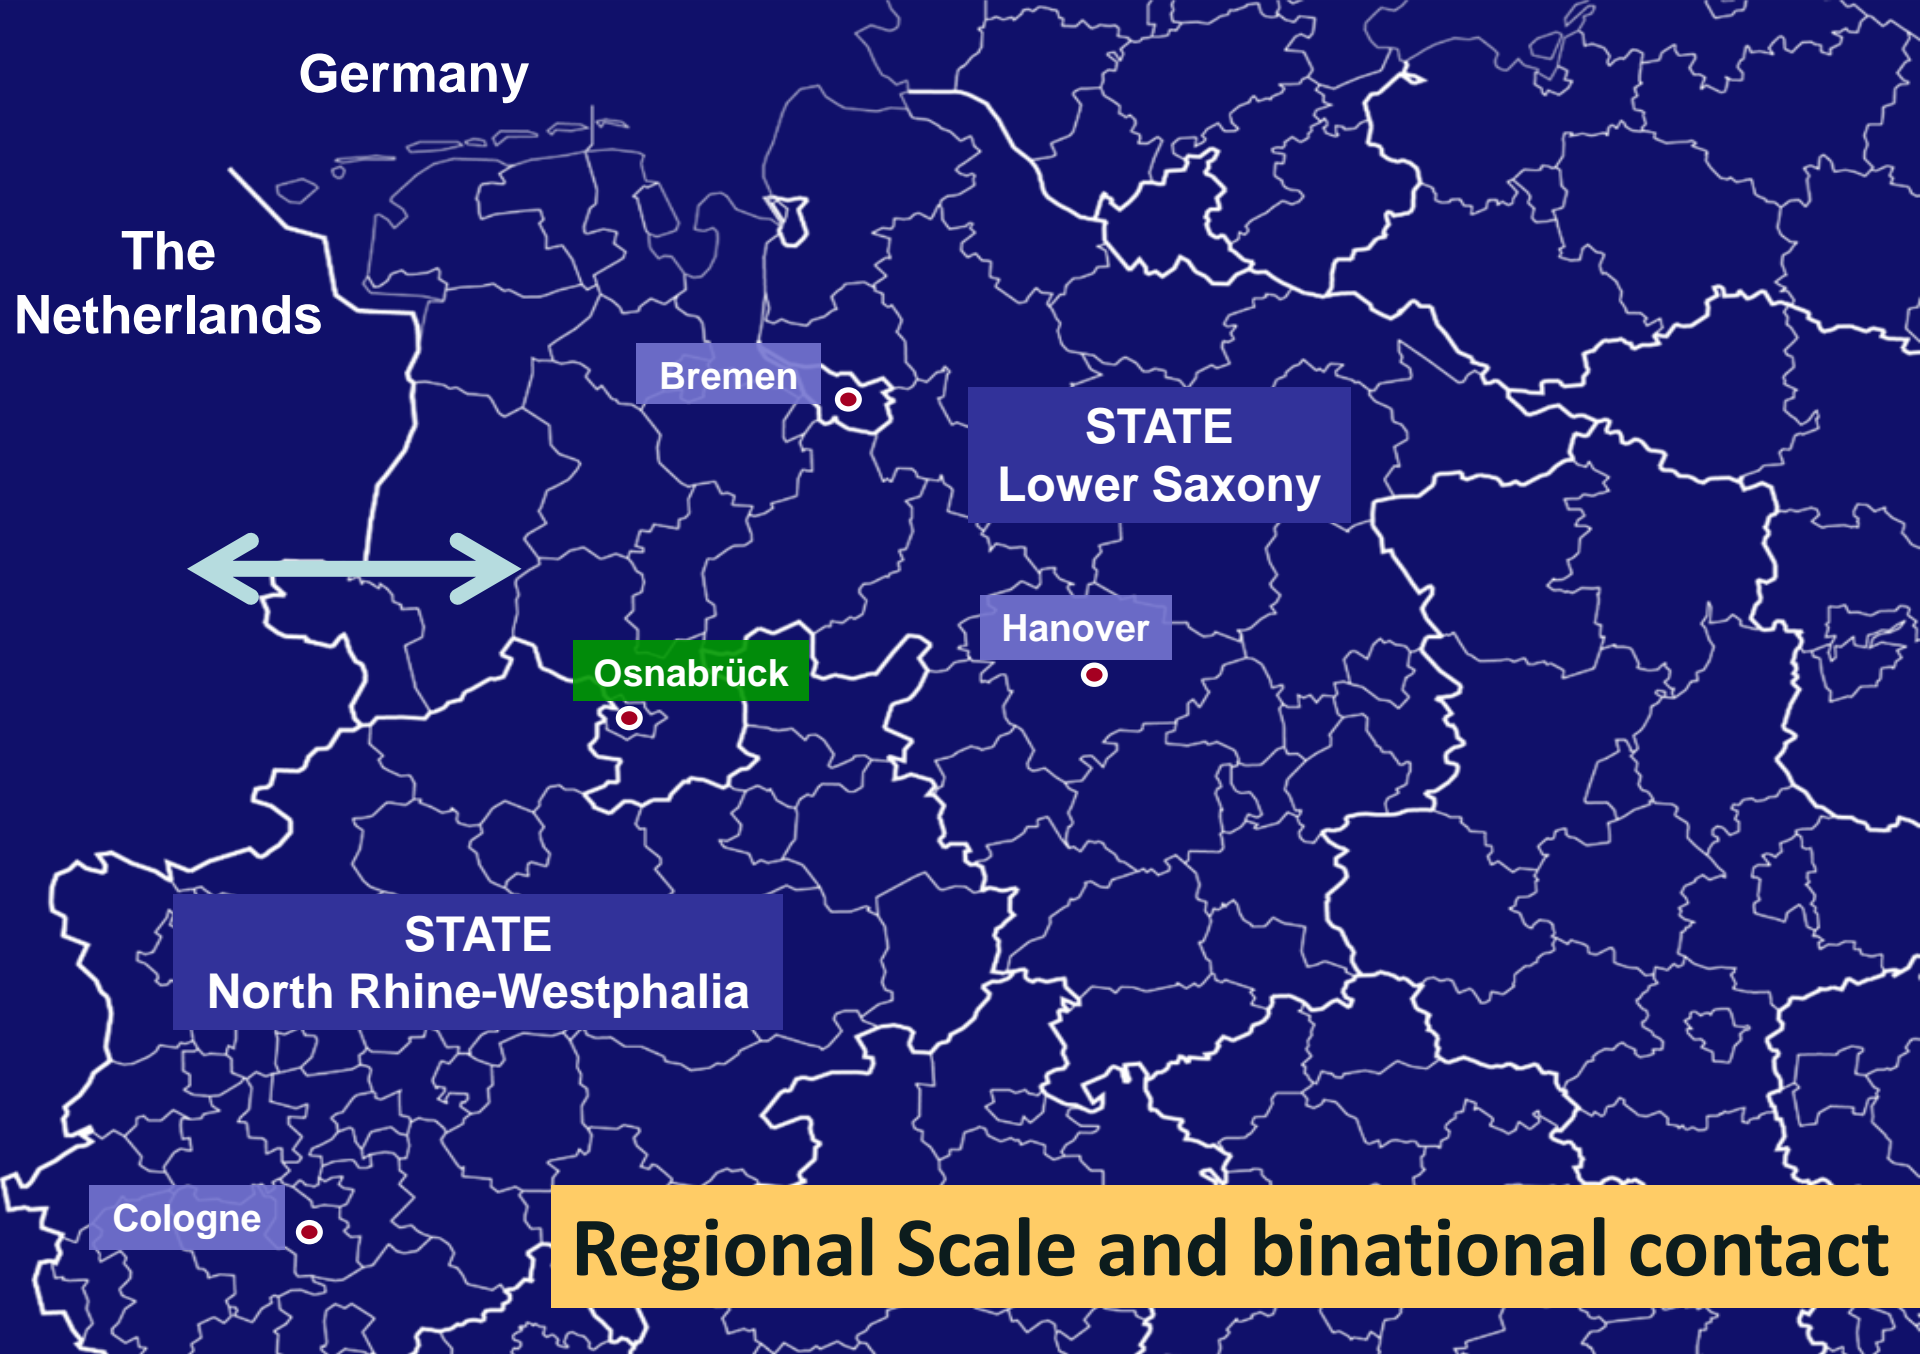 Germany
The
Netherlands
Bremen
STATE
Lower Saxony
Hanover
Osnabrück
STATE
North Rhine-Westphalia
Cologne
Regional Scale and binational contact